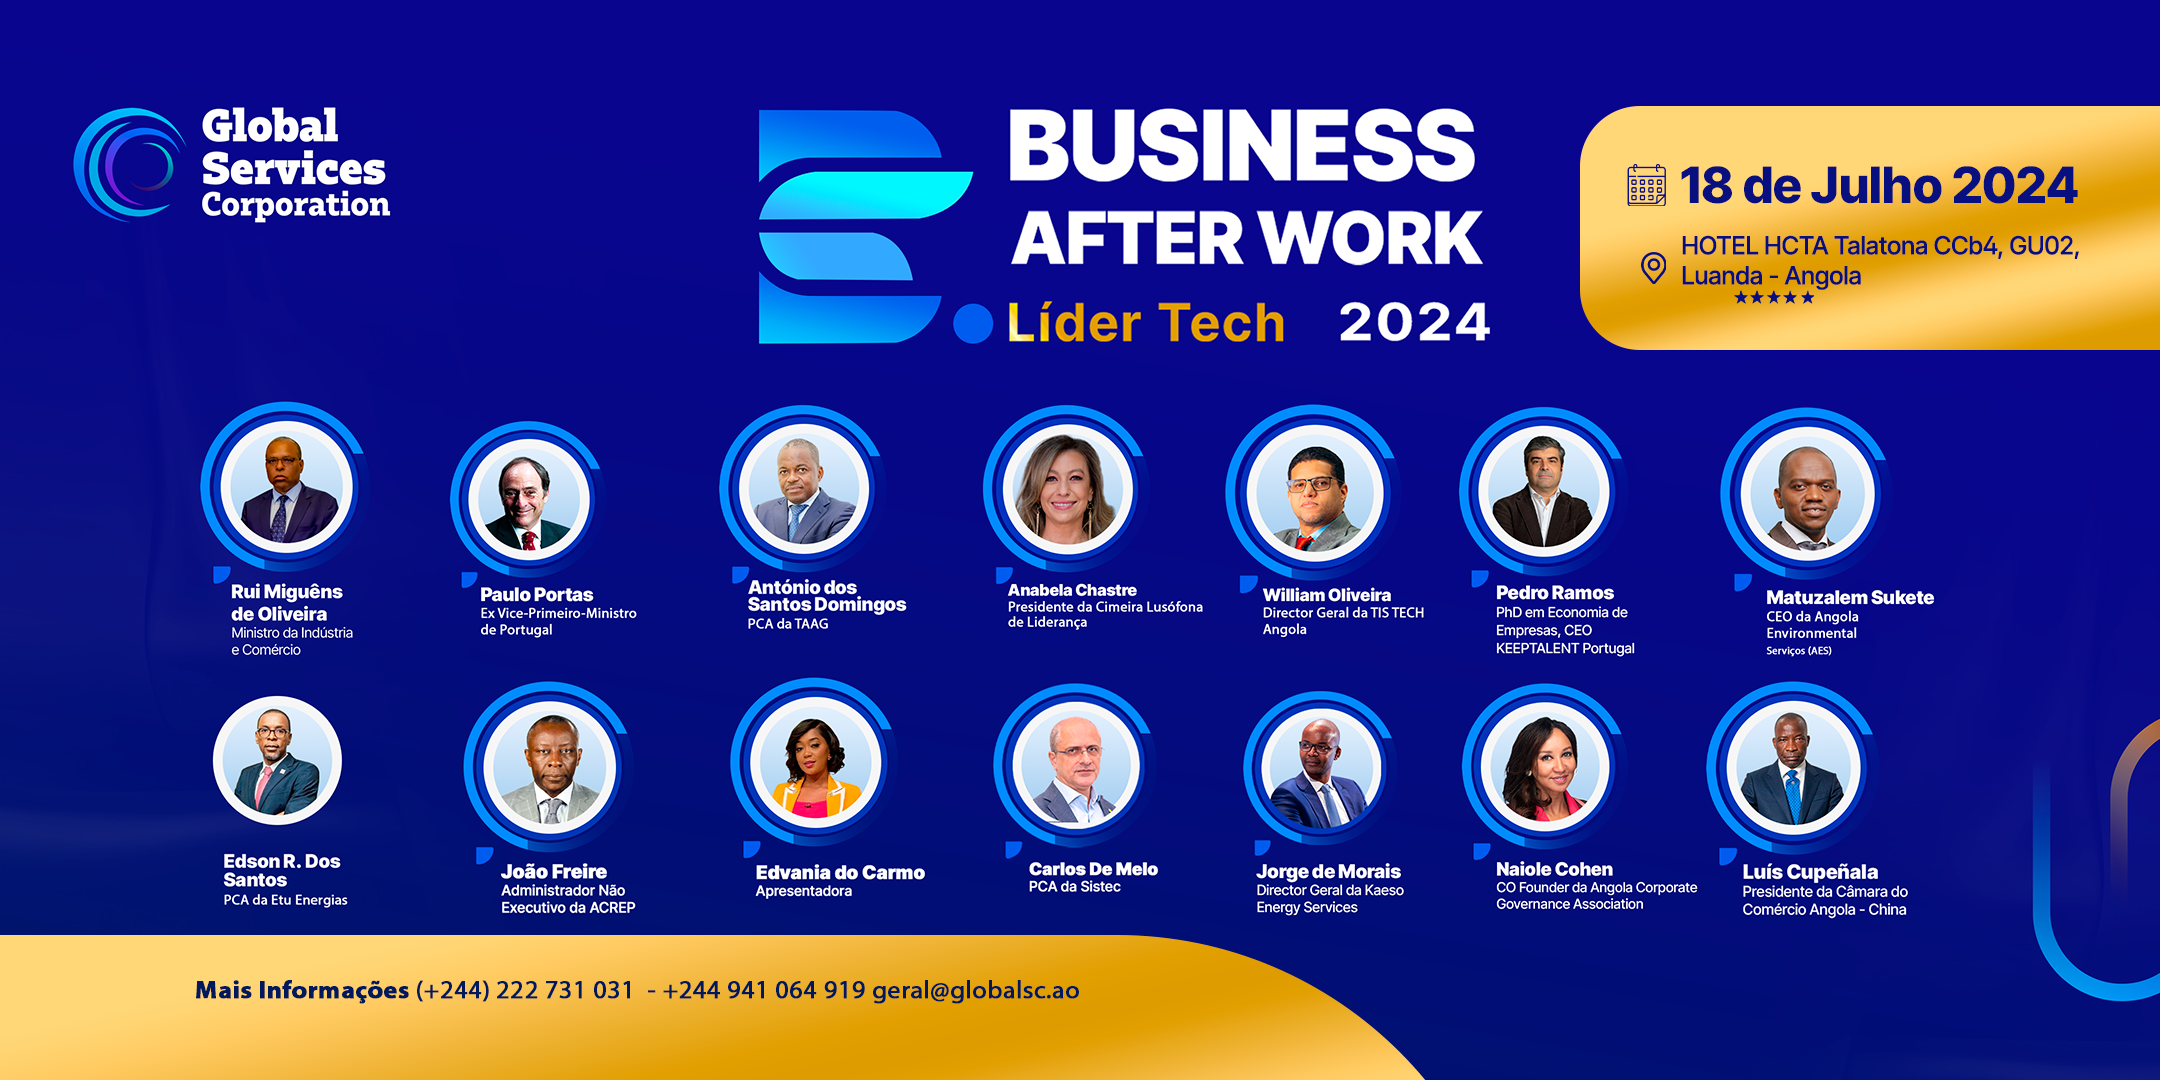 Global
Services
Corporation
BUSINESS
AFTER WORK
Líder Tech 2024
18 de Julho 2024
HOTEL HCTA Talatona CCb4, GU02,
Luanda - Angola
Rui Miguêns
de Oliveira
Ministro da Indústria
e Comércio
Paulo Portas
Ex Vice-Primeiro-Ministro
de Portugal
António dos
Santos Domingos
PCA da TAAG
Anabela Chastre
Presidente da Cimeira Lusófona
de Liderança
William Oliveira
Director Geral da TIS TECH
Angola
Pedro Ramos
PhD em Economia de
Empresas, CEO
KEEPTALENT Portugal
Matuzalem Sukete
CEO da Angola
Environmental
Serviços (AES)
Edson R. Dos
Santos
PCA da Etu Energias
João Freire
Administrador Não
Executivo da ACREP
Edvania do Carmo
Apresentadora
Carlos De Melo
PCA da Sistec
Jorge de Morais
Director Geral da Kaeso
Energy Services
Naiole Cohen
CO Founder da Angola Corporate
Governance Association
Luís Cupeñala
Presidente da Câmara do
Comércio Angola - China
Mais Informações (+244) 222 731 031 - +244 941 064 919 geral@globalsc.ao